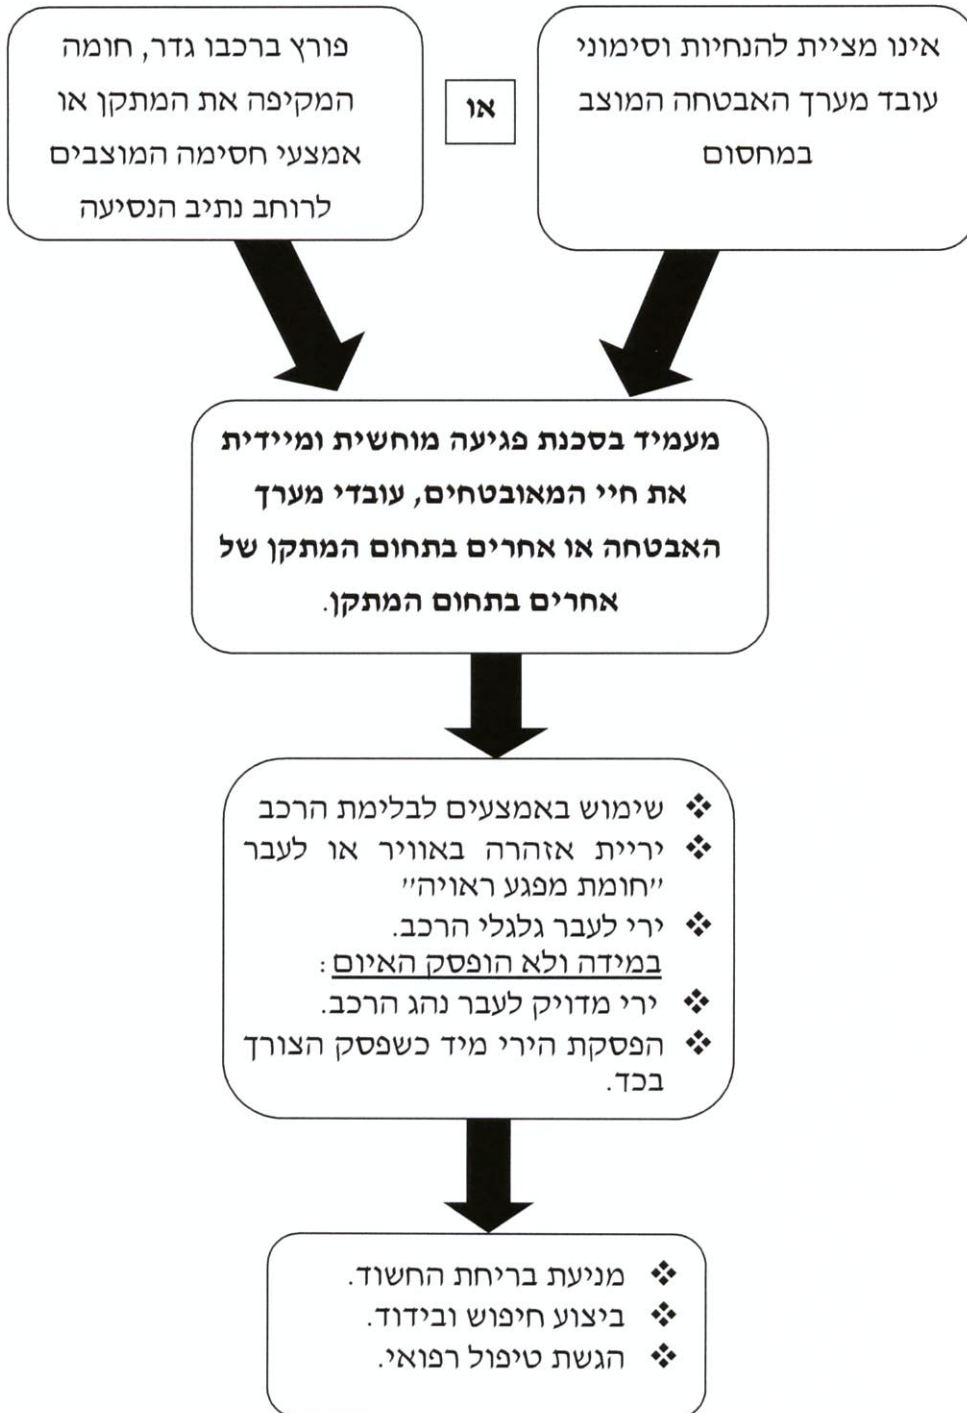 אינו מציית להנחיות וסימוני
עובד מערך האבטחה המוצב
במחסום
או
פורץ ברכבו גדר, חומה
המקיפה את המתקן או
אמצעי חסימה המוצבים
לרוחב נתיב הנסיעה
מעמיד בסכנת פגיעה מוחשית ומיידית
את חיי המאובטחים, עובדי מערך
האבטחה או אחרים בתחום המתקן של
אחרים בתחום המתקן.
❖ שימוש באמצעים לבלימת הרכב
❖ יריית אזהרה באוויר או לעבר
"חומת מפגע ראויה"
❖ ירי לעבר גלגלי הרכב.
במידה ולא הופסק האיום:
❖ ירי מדויק לעבר נהג הרכב.
❖ הפסקת הירי מיד כשפסק הצורך
בכד.
❖ מניעת בריחת החשוד.
❖ ביצוע חיפוש ובידוד.
❖ הגשת טיפול רפואי.